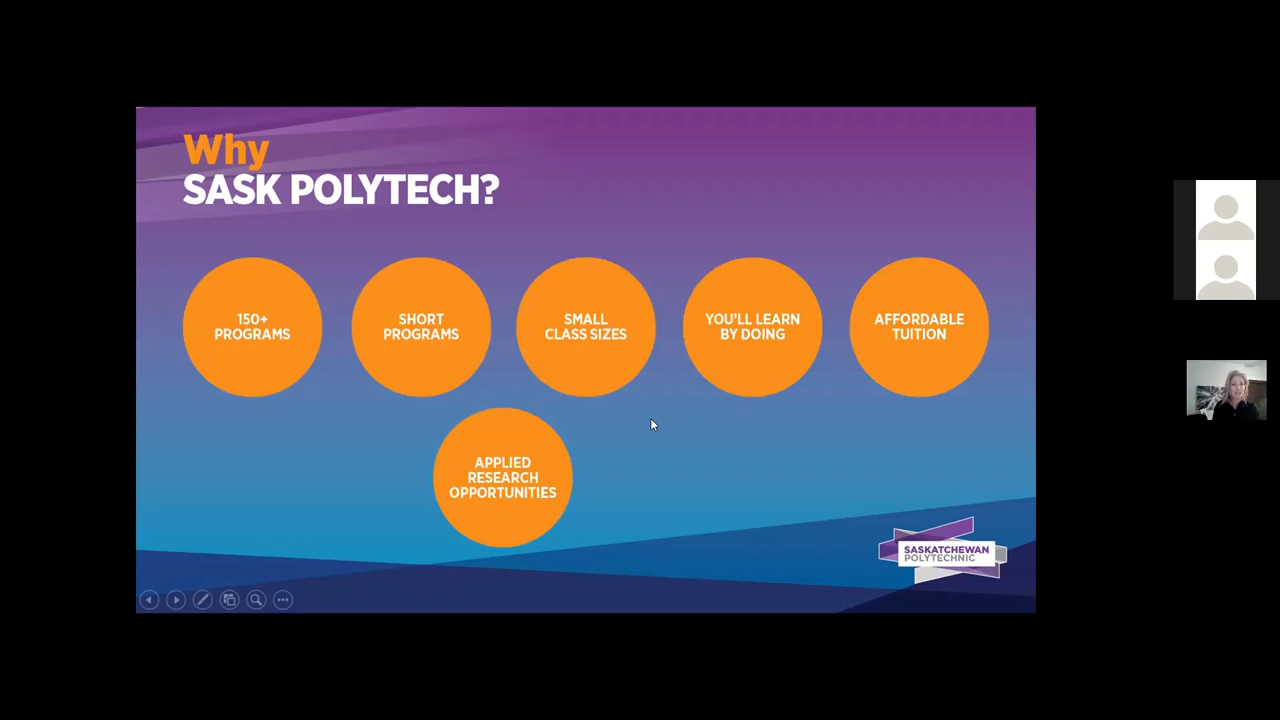 Why
SASK POLYTECH?
150+
PROGRAMS
SHORT
PROGRAMS
SMALL
CLASS SIZES
YOU'LL LEARN
BY DOING
AFFORDABLE
TUITION
APPLIED
RESEARCH
OPPORTUNITIES
SASKATCHEWAN
POLYTECHNIC